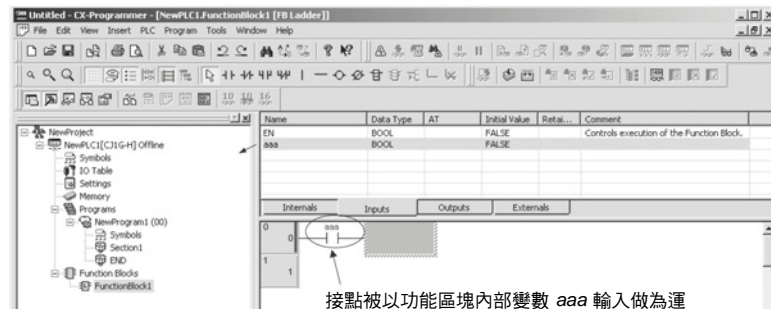 Untitled - CX-Programmer - [NewPLC1.FunctionBlock1 [FB Ladder]]
File Edit View Insert PLC Program Tools Window Help
10 10 16
Name Data Type AT Initial Value Retai... Comment
EN BOOL FALSE Controls execution of the Function Block.
aaa BOOL FALSE
NewProject
NewPLC1[CJ1G-H] Offline
Symbols
IO Table
Settings
Memory
Programs
NewProgram1 (00)
Symbols
Section1
END
Function Blocks
FunctionBlock1
Internals Inputs Outputs Externals
0
0
aaa
1
1
接點被以功能區塊內部變數 aaa 輸入做為運